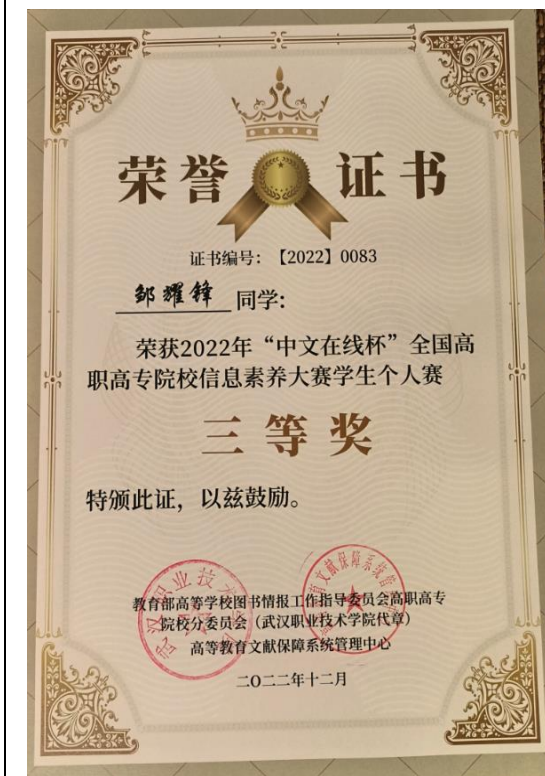 荣誉证书
证书编号：【2022】0083
邹耀锋 同学:
荣获2022年“中文在线杯”全国高
职高专院校信息素养大赛学生个人赛
三等奖
特颁此证，以兹鼓励。
教育部高等学校图书情报工作指导委员会高职高专
院校分委员会（武汉职业技术学院代章）
高等教育文献保障系统管理中心
二〇二二年十二月